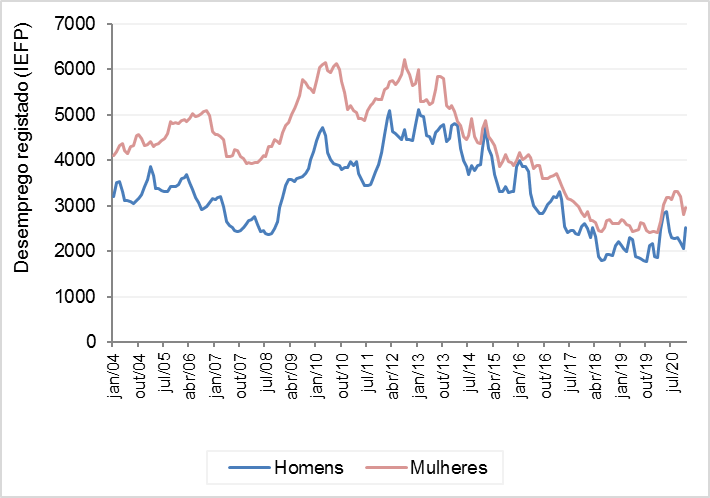 Desemprego registado (IEFP)
7000
6000
5000
4000
3000
2000
1000
0
jan/04
out/04
jul/05
abr/06
jan/07
out/07
jul/08
abr/09
jan/10
out/10
jul/11
abr/12
jan/13
out/13
jul/14
abr/15
jan/16
out/16
jul/17
abr/18
jan/19
out/19
jul/20
Homens
Mulheres